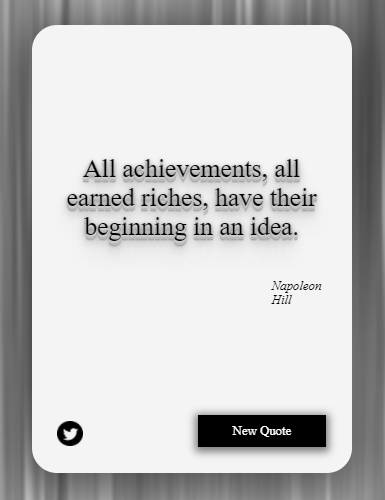 All achievements, all
earned riches, have their
beginning in an idea.
Napoleon
Hill
New Quote